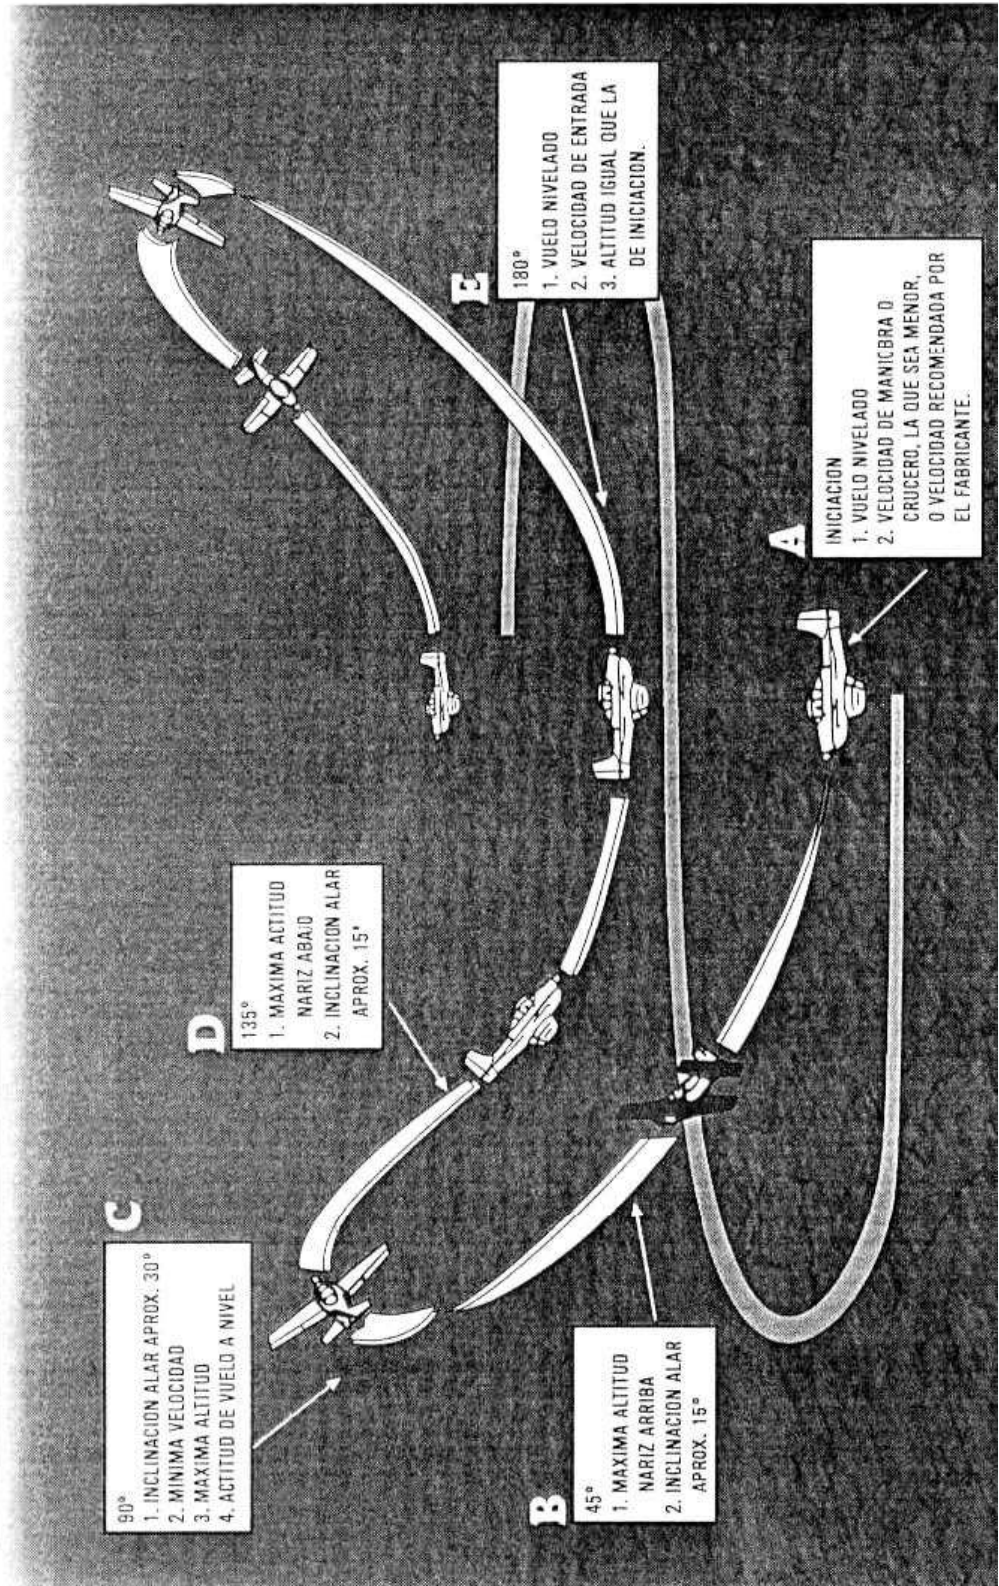 C
90°
1. INCLINACION ALAR APROX. 30°
2. MINIMA VELOCIDAD
3. MAXIMA ALTITUD
4. ACTITUD DE VUELO A NIVEL
D
135°
1. MAXIMA ACTITUD
NARIZ ABAJO
2. INCLINACION ALAR
APROX. 15°
E
180°
1. VUELO NIVELADO
2. VELOCIDAD DE ENTRADA
3. ALTITUD IGUAL QUE LA
DE INICIACION.
B
45°
1. MAXIMA ALTITUD
NARIZ ARRIBA
2. INCLINACION ALAR
APROX. 15°
A
INICIACION
1. VUELO NIVELADO
2. VELOCIDAD DE MANICBRA O
CRUCERO, LA QUE SEA MENOR,
O VELOCIDAD RECOMENDADA POR
EL FABRICANTE.